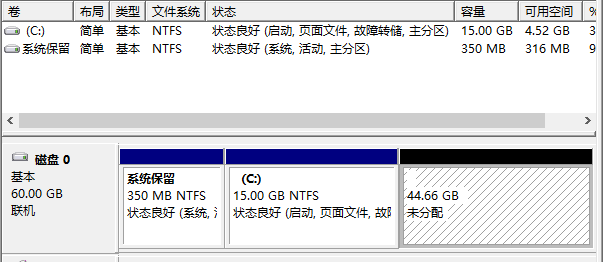 卷 布局 类型 文件系统 状态 容量 可用空间 %
(C:) 简单 基本 NTFS 状态良好 (启动, 页面文件, 故障转储, 主分区) 15.00 GB 4.52 GB 3
系统保留 简单 基本 NTFS 状态良好 (系统, 活动, 主分区) 350 MB 316 MB 9
磁盘 0
基本
60.00 GB
联机
系统保留
350 MB NTFS
状态良好 (系统,
(C:)
15.00 GB NTFS
状态良好 (启动, 页面文件, 故
44.66 GB
未分配